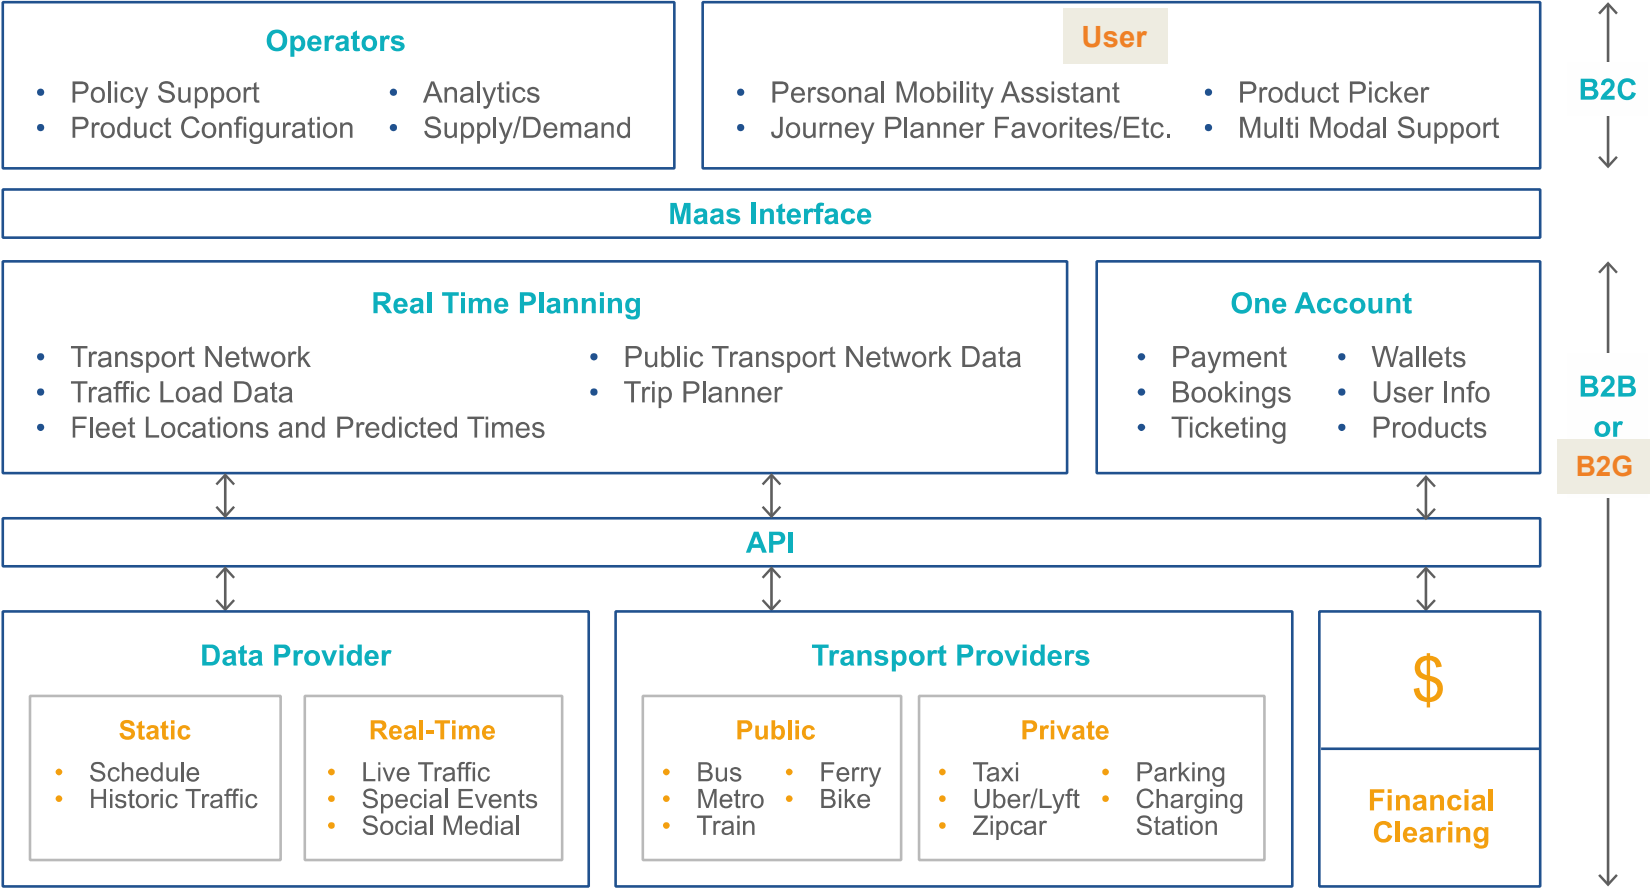 Operators
• Policy Support
• Product Configuration
• Analytics
• Supply/Demand
User
• Personal Mobility Assistant
• Journey Planner Favorites/Etc.
• Product Picker
• Multi Modal Support
B2C
Maas Interface
Real Time Planning
• Transport Network
• Traffic Load Data
• Fleet Locations and Predicted Times
• Public Transport Network Data
• Trip Planner
One Account
• Payment
• Bookings
• Ticketing
• Wallets
• User Info
• Products
B2B
or
B2G
API
Data Provider
Static
• Schedule
• Historic Traffic
Real-Time
• Live Traffic
• Special Events
• Social Medial
Transport Providers
Public
• Bus
• Metro
• Train
• Ferry
• Bike
Private
• Taxi
• Uber/Lyft
• Zipcar
• Parking
• Charging
Station
$
Financial
Clearing